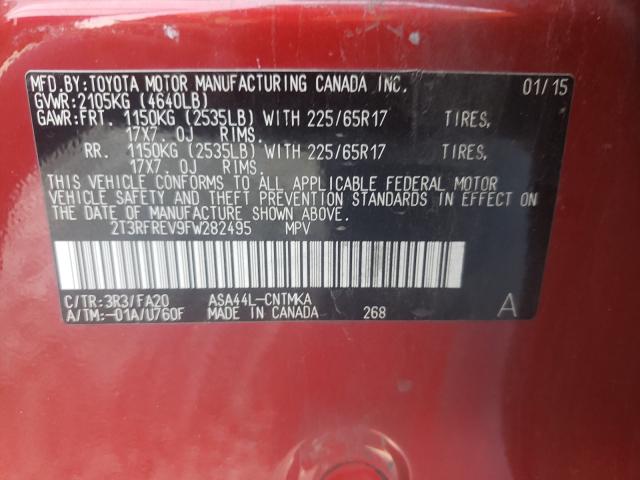 MFD.BY:TOYOTA MOTOR MANUFACTURING CANADA INC. 01/15
GVWR:2105KG (4640LB)
GAWR:FRT. 1150KG (2535LB) WITH 225/65R17 TIRES,
17X7. 0J RIMS.
RR. 1150KG (2535LB) WITH 225/65R17 TIRES,
17X7. 0J RIMS.
THIS VEHICLE CONFORMS TO ALL APPLICABLE FEDERAL MOTOR
VEHICLE SAFETY AND THEFT PREVENTION STANDARDS IN EFFECT ON
THE DATE OF MANUFACTURE SHOWN ABOVE.
2T3RFREV9FW282495 MPV
C/TR:3R3/FA20 ASA44L-CNTMKA
A/TM:-01A/U760F MADE IN CANADA 268 A